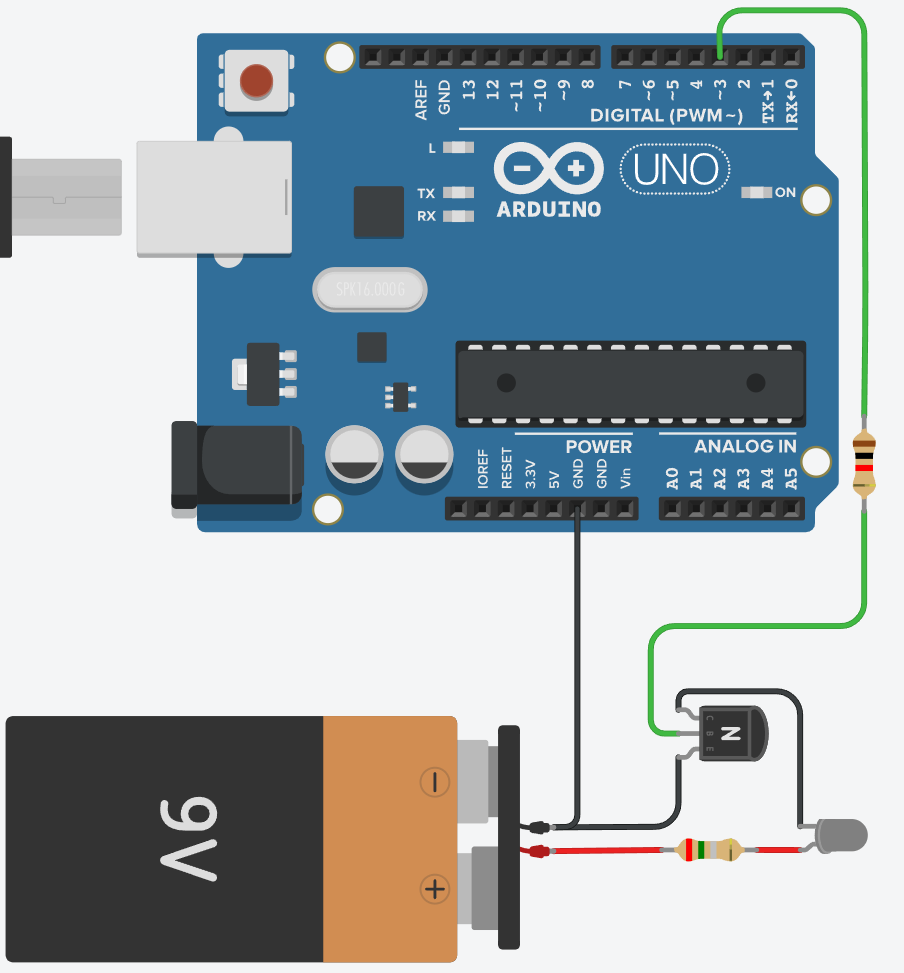 AREF
GND
13
12
~11
~10
~9
8
7
~6
~5
4
~3
2
TX→1
RX←0
DIGITAL (PWM~)
L
TX
RX
ARDUINO
UNO
ON
SPK16.000G
IOREF
RESET
3.3V
5V
GND
GND
Vin
POWER
ANALOG IN
A0
A1
A2
A3
A4
A5
C
B
E
N
9V